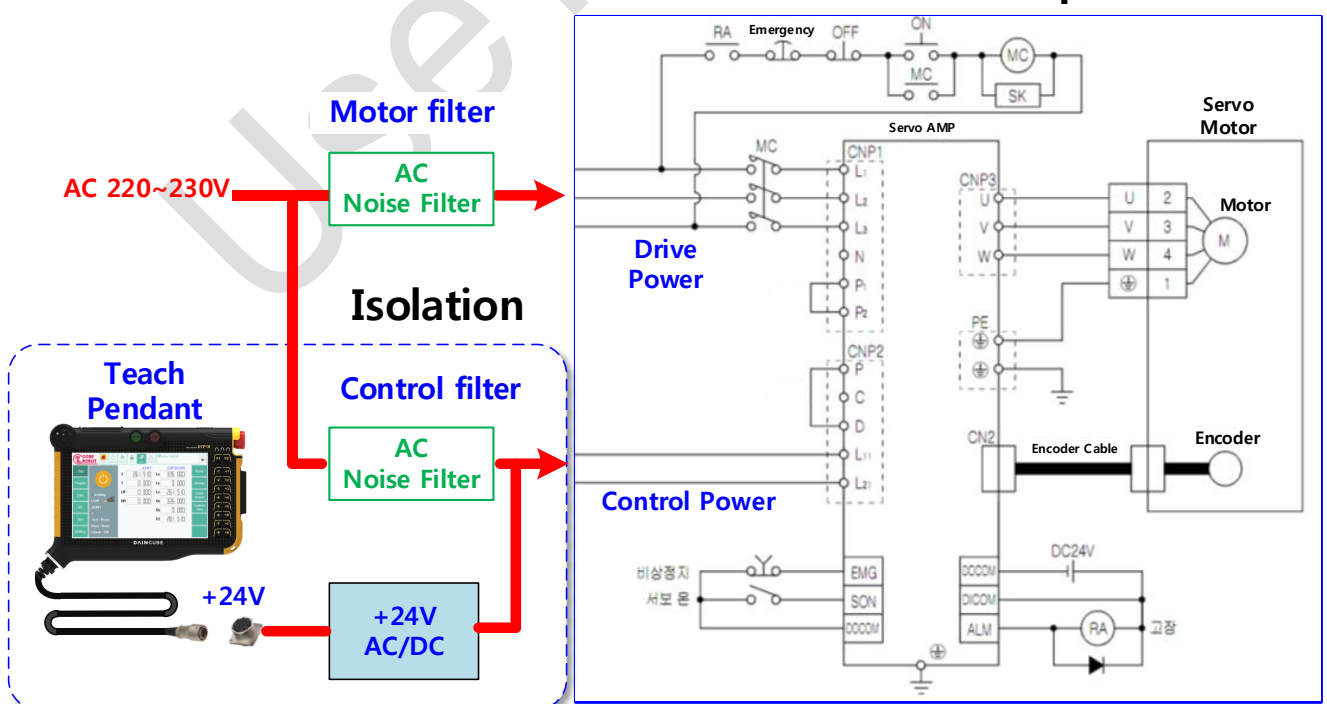 RA
Emergency
OFF
ON
MC
MC
SK
Motor filter
AC 220~230V
AC
Noise Filter
Servo AMP
Servo
Motor
MC
CNP1
L1
L2
L3
N
P1
P2
Drive
Power
CNP3
U
V
W
U 2
V 3
W 4
1
Motor
M
Isolation
PE
CNP2
P
C
D
L11
L21
Teach
Pendant
Control filter
AC
Noise Filter
Control Power
CN2
Encoder Cable
Encoder
DAINCUBE
+24V
+24V
AC/DC
비상정지
서보 온
EMG
SON
DOCOM
DOCOM
DICOM
ALM
DC24V
RA
고장
Use